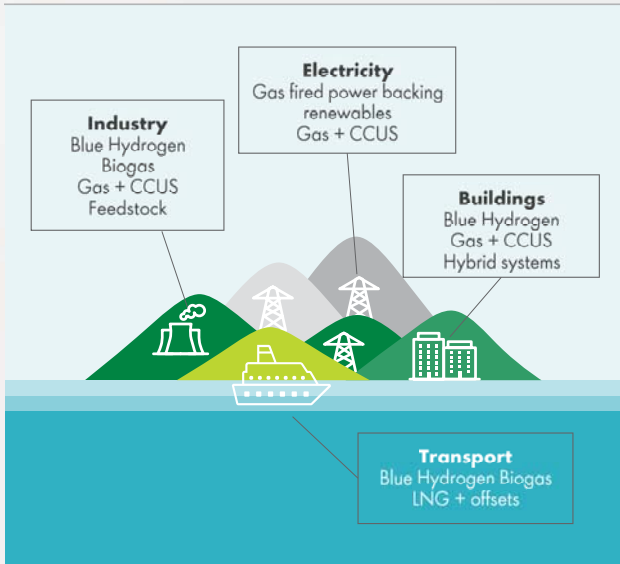 Electricity
Gas fired power backing
renewables
Gas + CCUS
Industry
Blue Hydrogen
Biogas
Gas + CCUS
Feedstock
Buildings
Blue Hydrogen
Gas + CCUS
Hybrid systems
Transport
Blue Hydrogen Biogas
LNG + offsets